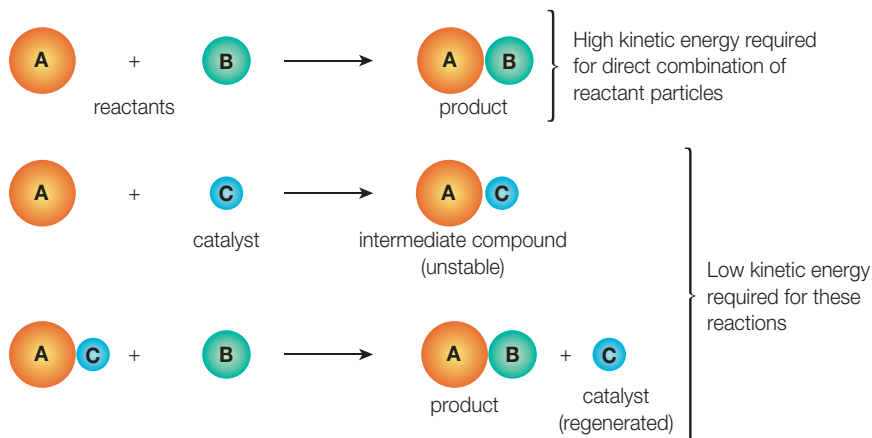 A + B A B
reactants
product
High kinetic energy required
for direct combination of
reactant particles
A + C A C
catalyst
intermediate compound
(unstable)
A C + B A B + C
product
catalyst
(regenerated)
Low kinetic energy
required for these
reactions